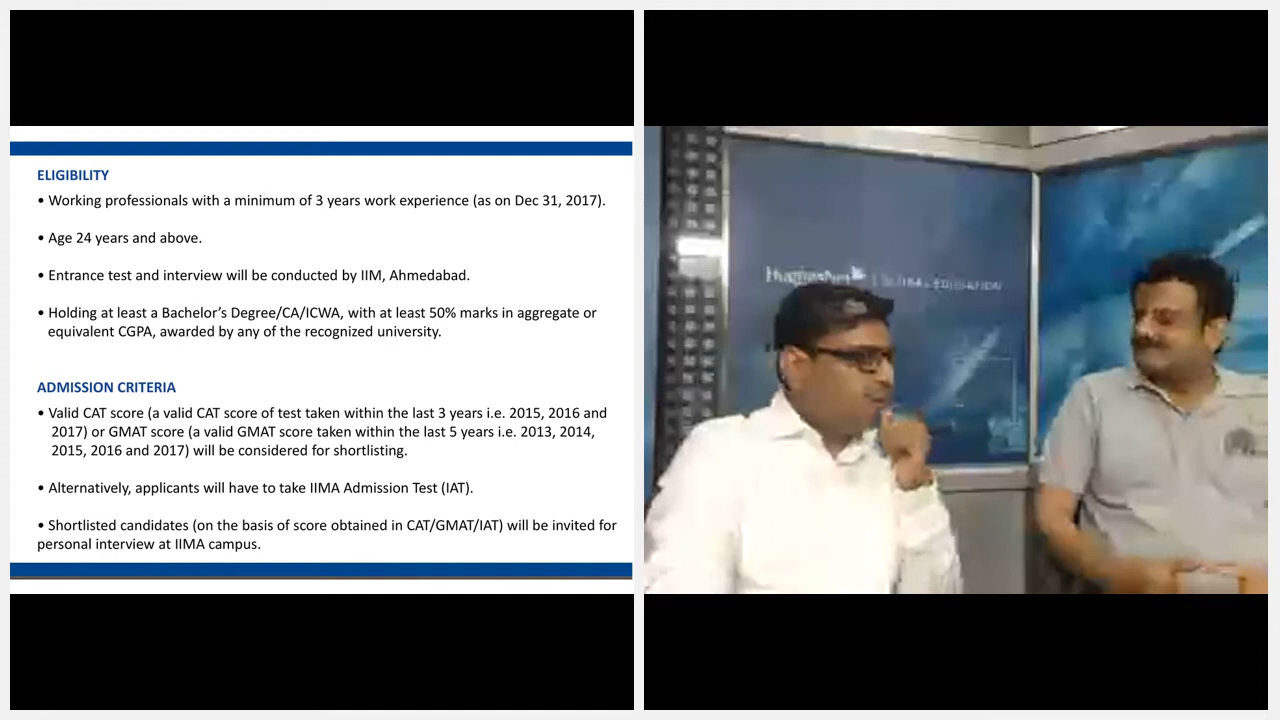 ELIGIBILITY
• Working professionals with a minimum of 3 years work experience (as on Dec 31, 2017).
• Age 24 years and above.
• Entrance test and interview will be conducted by IIM, Ahmedabad.
• Holding at least a Bachelor’s Degree/CA/ICWA, with at least 50% marks in aggregate or
equivalent CGPA, awarded by any of the recognized university.
ADMISSION CRITERIA
• Valid CAT score (a valid CAT score of test taken within the last 3 years i.e. 2015, 2016 and
2017) or GMAT score (a valid GMAT score taken within the last 5 years i.e. 2013, 2014,
2015, 2016 and 2017) will be considered for shortlisting.
• Alternatively, applicants will have to take IIMA Admission Test (IAT).
• Shortlisted candidates (on the basis of score obtained in CAT/GMAT/IAT) will be invited for
personal interview at IIMA campus.
HughesNet GLOBAL EDUCATION